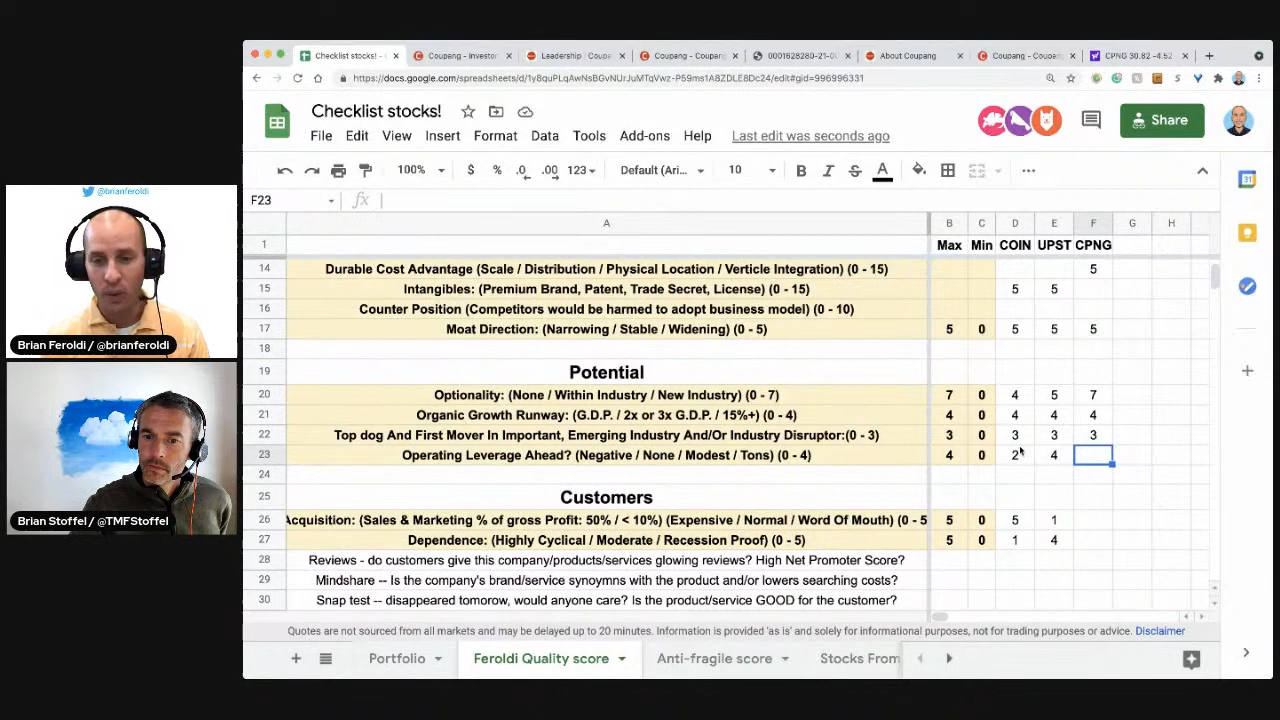 Checklist stocks! -
Coupang - Investor
Leadership | Coupa
Coupang - Coupang
0001628280-21-00
About Coupang
Coupang - Coupang
CPNG 30.82 -4.52
https://docs.google.com/spreadsheets/d/
Checklist stocks!
File Edit View Insert Format Data Tools Add-ons Help Last edit was seconds ago
Share
100% $ % .0 .00 123 Default (Ari... 10 B I S A
F23 fx
A B C D E F G H
1 Max Min COIN UPST CPNG
14 Durable Cost Advantage (Scale / Distribution / Physical Location / Verticle Integration) (0 - 15) 5
15 Intangibles: (Premium Brand, Patent, Trade Secret, License) (0 - 15) 5 5
16 Counter Position (Competitors would be harmed to adopt business model) (0 - 10)
17 Moat Direction: (Narrowing / Stable / Widening) (0 - 5) 5 0 5 5 5
18
19 Potential
20 Optionality: (None / Within Industry / New Industry) (0 - 7) 7 0 4 5 7
21 Organic Growth Runway: (G.D.P. / 2x or 3x G.D.P. / 15%+) (0 - 4) 4 0 4 4 4
22 Top dog And First Mover In Important, Emerging Industry And/Or Industry Disruptor:(0 - 3) 3 0 3 3 3
23 Operating Leverage Ahead? (Negative / None / Modest / Tons) (0 - 4) 4 0 2 4
24
25 Customers
26 Acquisition: (Sales & Marketing % of gross Profit: 50% / < 10%) (Expensive / Normal / Word Of Mouth) (0 - 5 5 0 5 1
27 Dependence: (Highly Cyclical / Moderate / Recession Proof) (0 - 5) 5 0 1 4
28 Reviews - do customers give this company/products/services glowing reviews? High Net Promoter Score?
29 Mindshare -- Is the company's brand/service synoymns with the product and/or lowers searching costs?
30 Snap test -- disappeared tomorow, would anyone care? Is the product/service GOOD for the customer?
Quotes are not sourced from all markets and may be delayed up to 20 minutes. Information is provided 'as is' and solely for informational purposes, not for trading purposes or advice. Disclaimer
Portfolio Feroldi Quality score Anti-fragile score Stocks From
@brianferoldi
Brian Feroldi / @brianferoldi
Brian Stoffel / @TMFStoffel